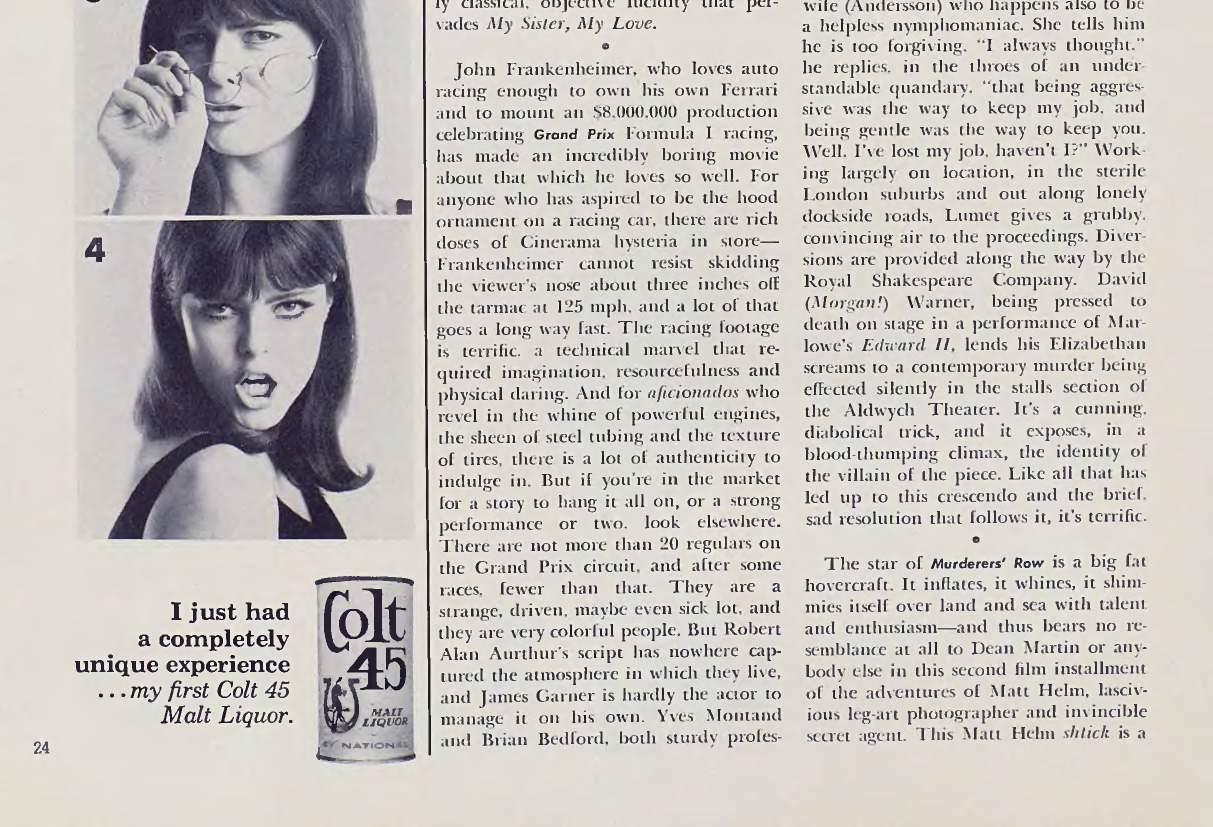 4
I just had
a completely
unique experience
...my first Colt 45
Malt Liquor.
Colt
45
MALT
LIQUOR
BY NATIONAL
24
ly classical, objective lucidity that per-
vades My Sister, My Love.
•
John Frankenheimer, who loves auto
racing enough to own his own Ferrari
and to mount an $8,000,000 production
celebrating Grand Prix Formula I racing,
has made an incredibly boring movie
about that which he loves so well. For
anyone who has aspired to be the hood
ornament on a racing car, there are rich
doses of Cinerama hysteria in store—
Frankenheimer cannot resist skidding
the viewer's nose about three inches off
the tarmac at 125 mph, and a lot of that
goes a long way fast. The racing footage
is terrific, a technical marvel that re-
quired imagination, resourcefulness and
physical daring. And for aficionados who
revel in the whine of powerful engines,
the sheen of steel tubing and the texture
of tires, there is a lot of authenticity to
indulge in. But if you're in the market
for a story to hang it all on, or a strong
performance or two, look elsewhere.
There are not more than 20 regulars on
the Grand Prix circuit, and after some
races, fewer than that. They are a
strange, driven, maybe even sick lot, and
they are very colorful people. But Robert
Alan Aurthur's script has nowhere cap-
tured the atmosphere in which they live,
and James Garner is hardly the actor to
manage it on his own. Yves Montand
and Brian Bedford, both sturdy profes-
wife (Andersson) who happens also to be
a helpless nymphomaniac. She tells him
he is too forgiving. "I always thought,"
he replies, in the throes of an under-
standable quandary, "that being aggres-
sive was the way to keep my job, and
being gentle was the way to keep you.
Well, I've lost my job, haven't I?" Work-
ing largely on location, in the sterile
London suburbs and out along lonely
dockside roads, Lumet gives a grubby,
convincing air to the proceedings. Diver-
sions are provided along the way by the
Royal Shakespeare Company. David
(Morgan!) Warner, being pressed to
death on stage in a performance of Mar-
lowe's Edward II, lends his Elizabethan
screams to a contemporary murder being
effected silently in the stalls section of
the Aldwych Theater. It's a cunning,
diabolical trick, and it exposes, in a
blood-thumping climax, the identity of
the villain of the piece. Like all that has
led up to this crescendo and the brief,
sad resolution that follows it, it's terrific.
•
The star of Murderers' Row is a big fat
hovercraft. It inflates, it whines, it shim-
mies itself over land and sea with talent
and enthusiasm—and thus bears no re-
semblance at all to Dean Martin or any-
body else in this second film installment
of the adventures of Matt Helm, lasciv-
ious leg-art photographer and invincible
secret agent. This Matt Helm shtick is a